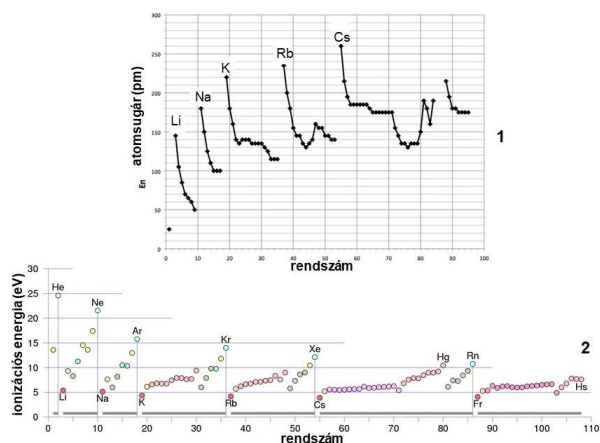 300
250
200
150
100
50
0
atomsugár (pm)
En
Li
Na
K
Rb
Cs
0 10 20 30 40 50 60 70 80 90 100
rendszám
1
30
25
20
15
10
5
0
ionizációs energia (eV)
He
Ne
Ar
Kr
Xe
Hg
Rn
Li
Na
K
Rb
Cs
Fr
Hs
0 10 20 30 40 50 60 70 80 90 100 110
rendszám
2